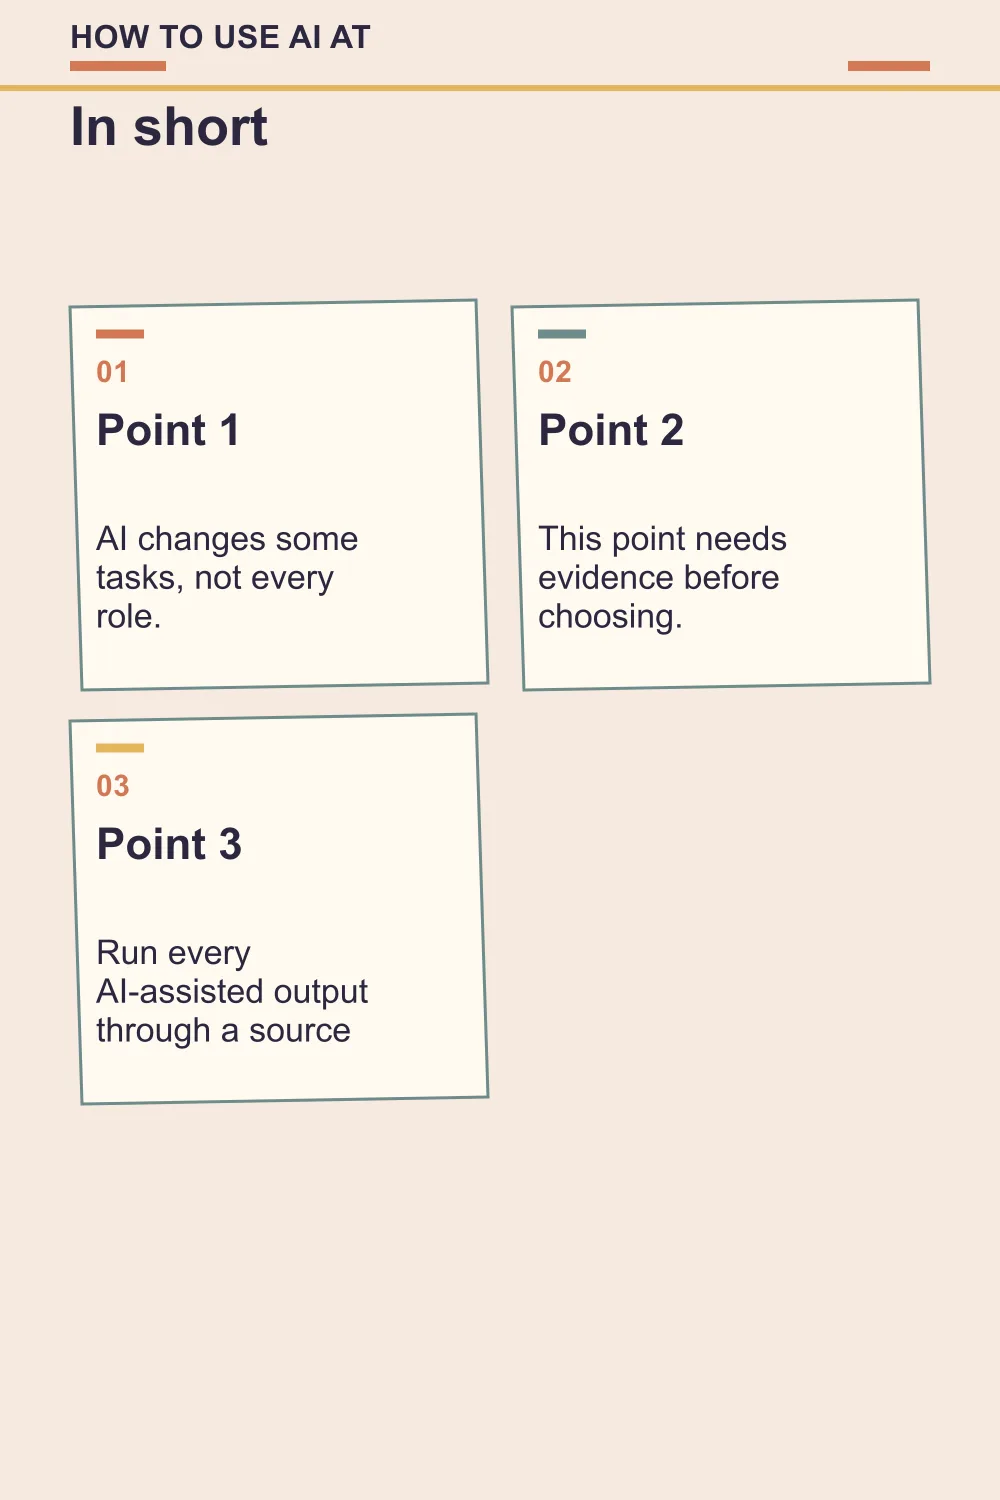 HOW TO USE AI AT
In short
01
Point 1
AI changes some
tasks, not every
role.
02
Point 2
This point needs
evidence before
choosing.
03
Point 3
Run every
AI-assisted output
through a source